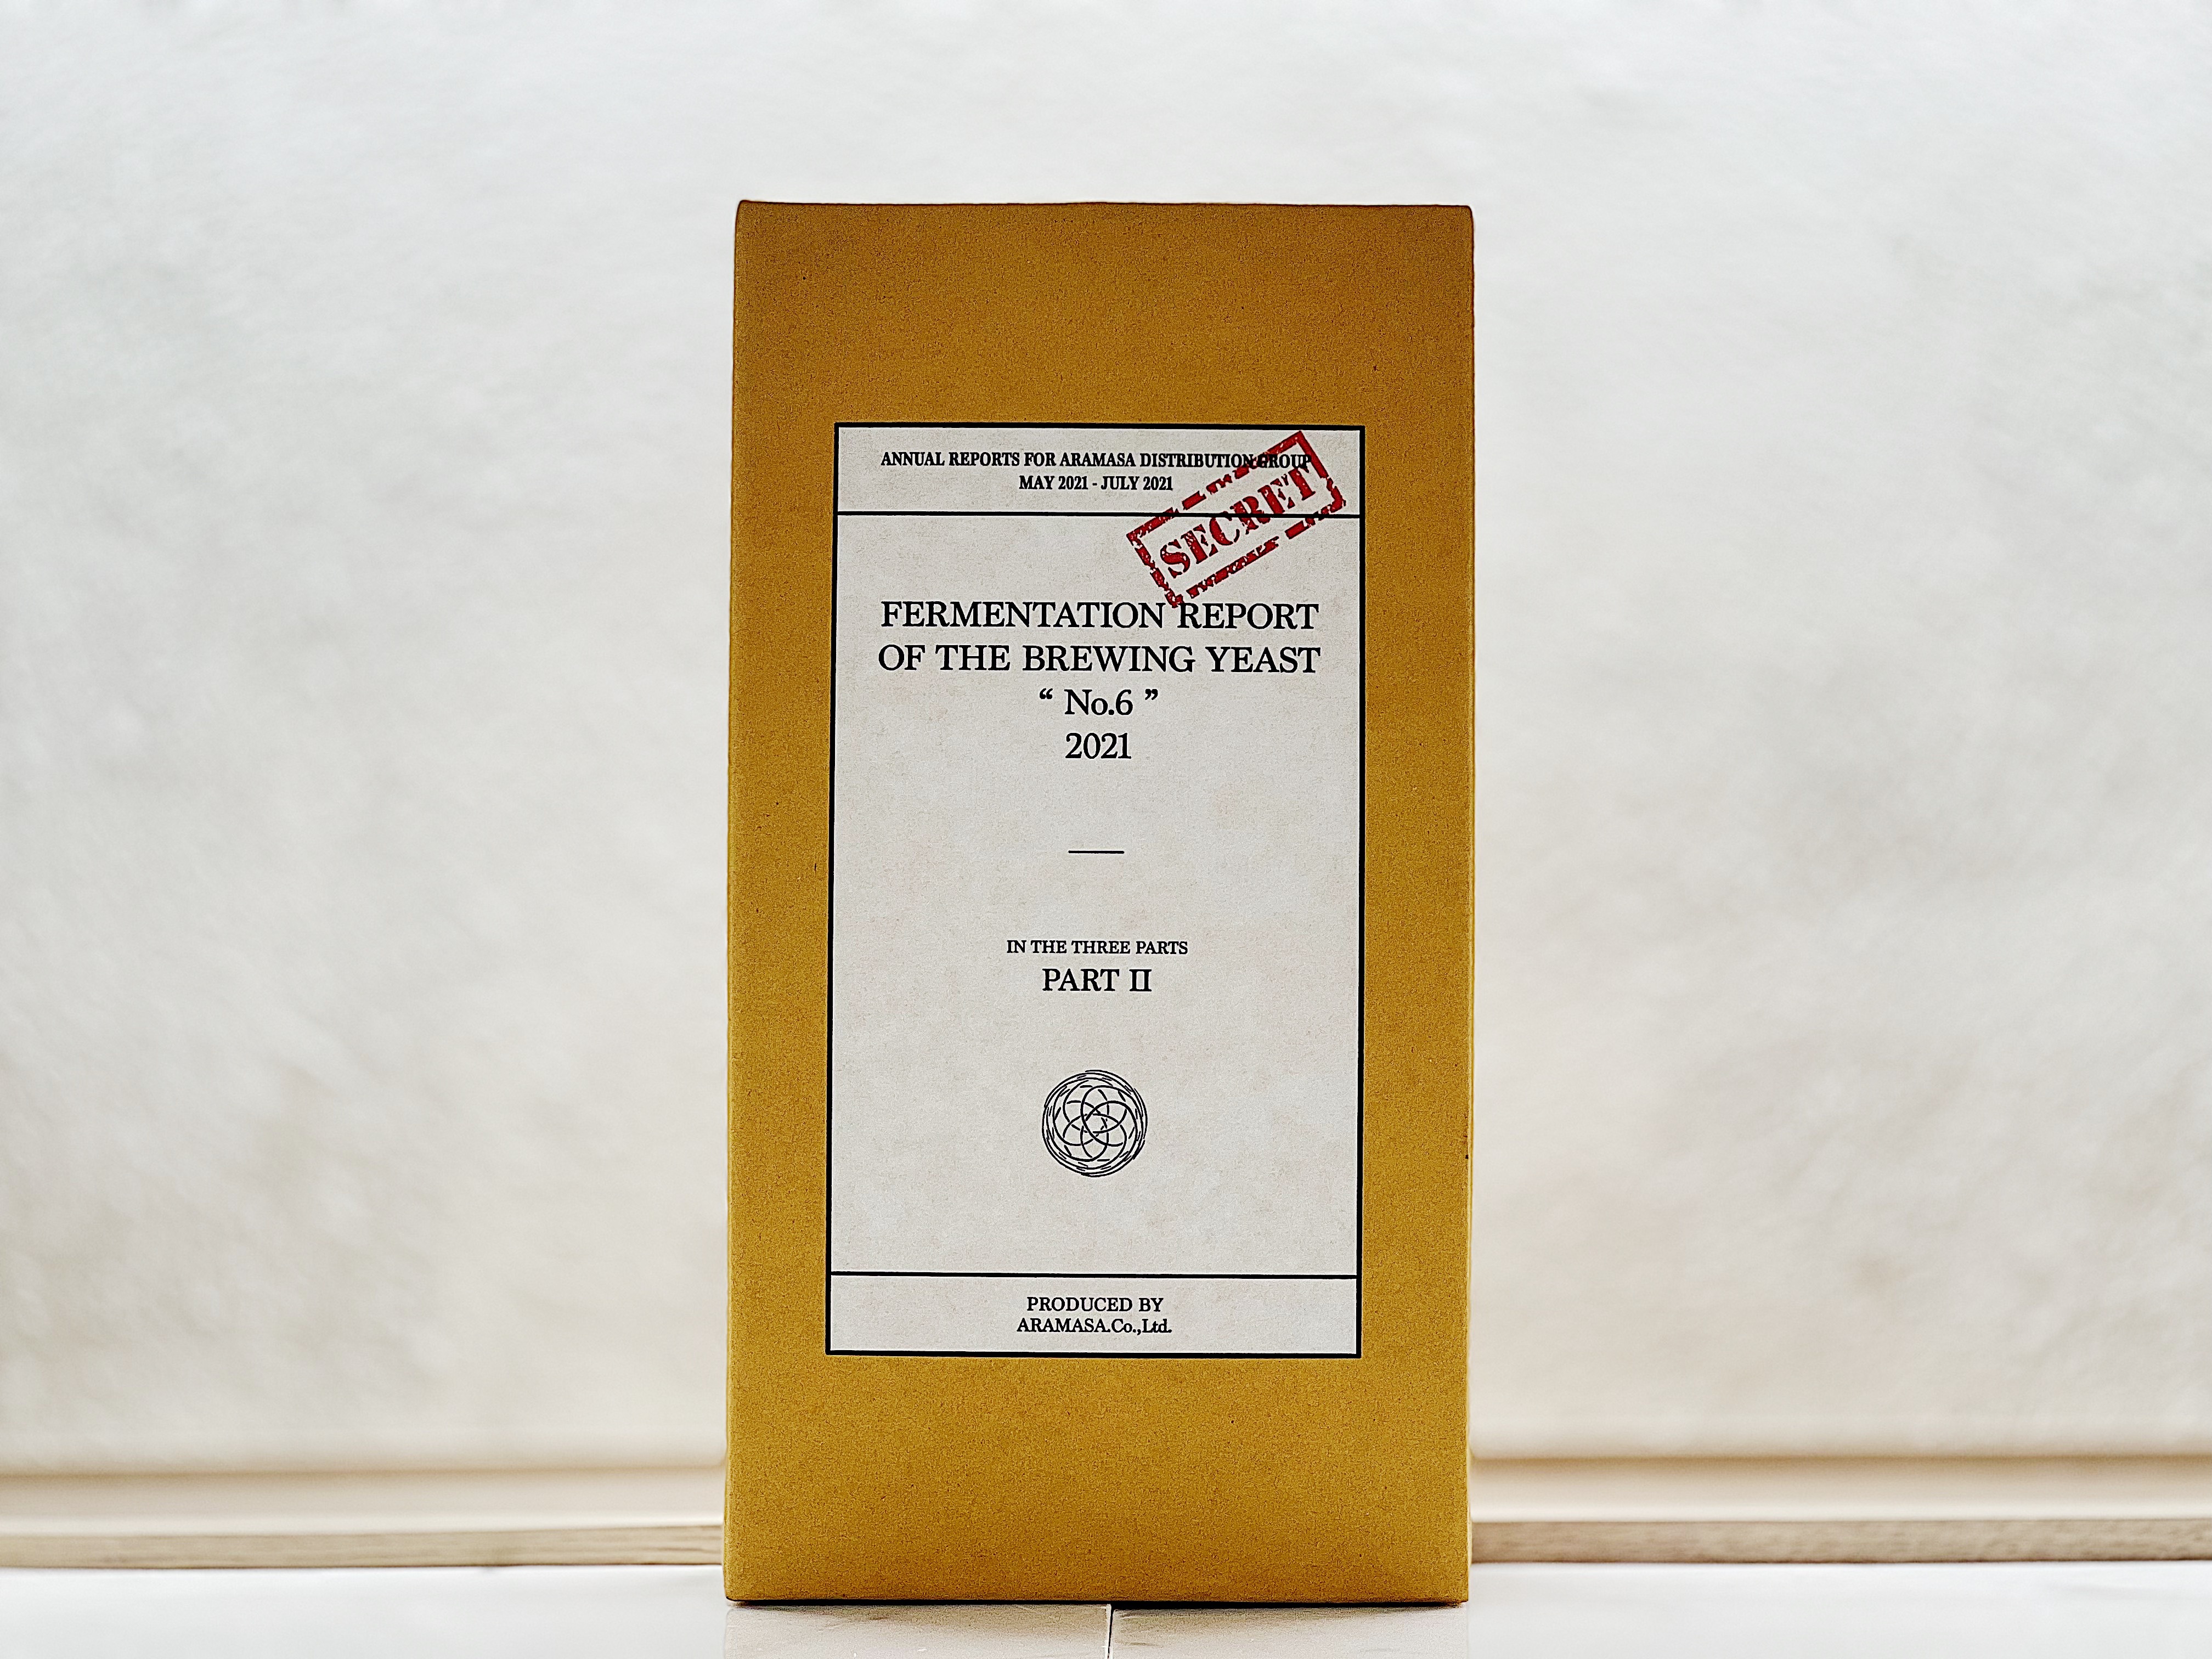 ANNUAL REPORTS FOR ARAMASA DISTRIBUTION GROUP
MAY 2021 - JULY 2021
SECRET
FERMENTATION REPORT
OF THE BREWING YEAST
“ No.6 ”
2021
IN THE THREE PARTS
PART II
PRODUCED BY
ARAMASA.Co.,Ltd.